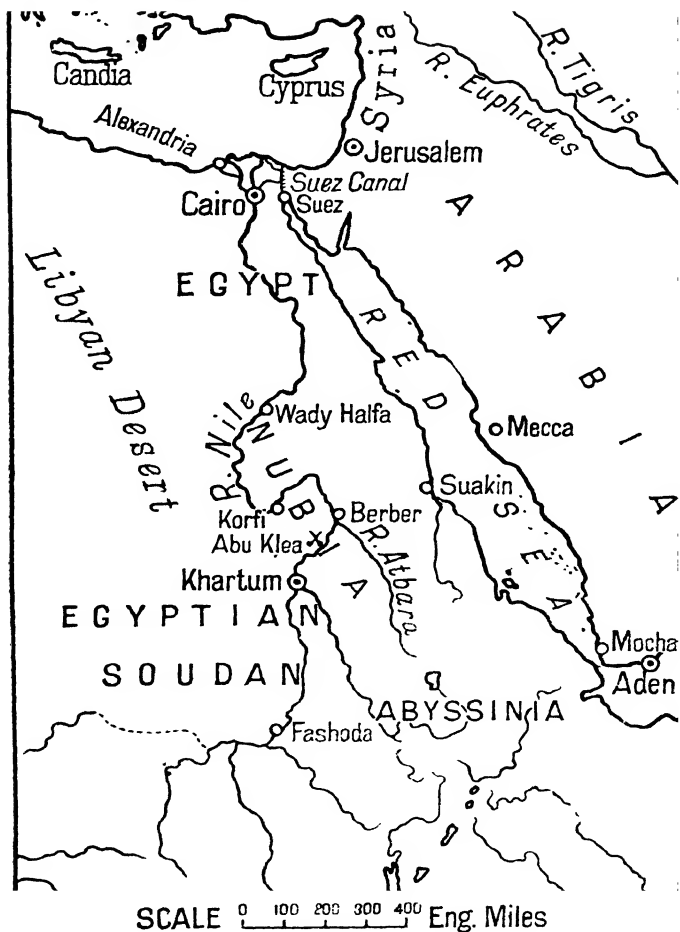 Candia
Cyprus
Syria
R. Tigris
R. Euphrates
Alexandria
Jerusalem
Suez Canal
Cairo
Suez
ARABIA
EGYPT
Libyan Desert
RED SEA
R. Nile
Wady Halfa
Mecca
NUBIA
Suakin
Korfi
Berber
Abu Klea
R. Atbara
Khartum
EGYPTIAN
SOUDAN
Mocha
Aden
ABYSSINIA
Fashoda
SCALE 0 100 200 300 400 Eng. Miles